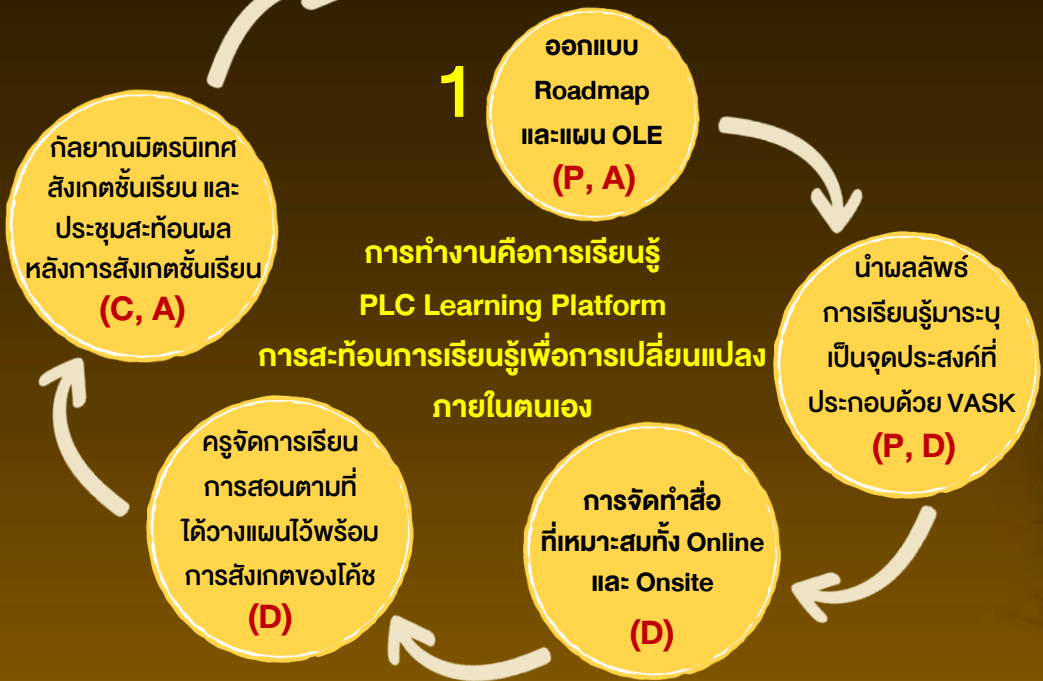 1
ออกแบบ
Roadmap
และแผน OLE
(P, A)
นำผลลัพธ์
การเรียนรู้มาระบุ
เป็นจุดประสงค์ที่
ประกอบด้วย VASK
(P, D)
การจัดทำสื่อ
ที่เหมาะสมทั้ง Online
และ Onsite
(D)
ครูจัดการเรียน
การสอนตามที่
ได้วางแผนไว้พร้อม
การสังเกตของโค้ช
(D)
กัลยาณมิตรนิเทศ
สังเกตชั้นเรียน และ
ประชุมสะท้อนผล
หลังการสังเกตชั้นเรียน
(C, A)
การทำงานคือการเรียนรู้
PLC Learning Platform
การสะท้อนการเรียนรู้เพื่อการเปลี่ยนแปลง
ภายในตนเอง